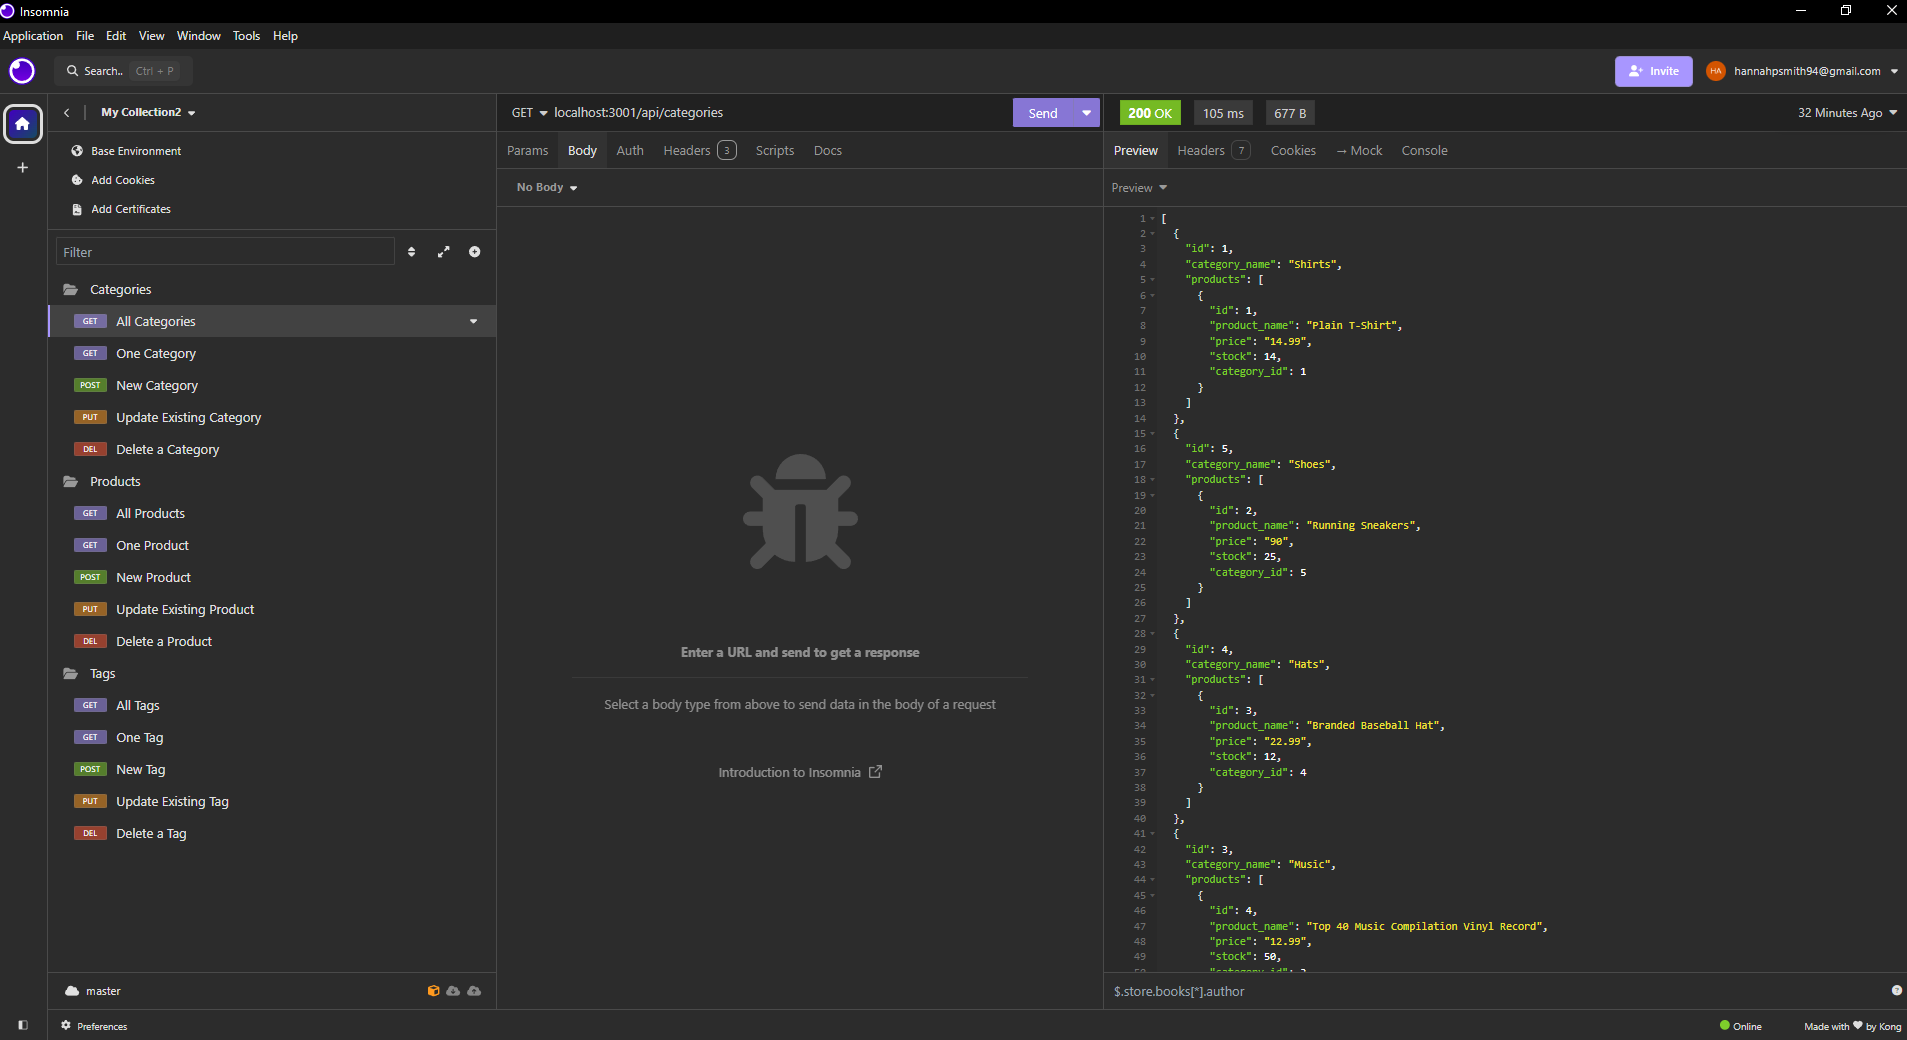 Insomnia
Application File Edit View Window Tools Help
Search.. Ctrl + P
Invite
HA hannahpsmith94@gmail.com
My Collection2
Base Environment
Add Cookies
Add Certificates
Filter
Categories
GET All Categories
GET One Category
POST New Category
PUT Update Existing Category
DEL Delete a Category
Products
GET All Products
GET One Product
POST New Product
PUT Update Existing Product
DEL Delete a Product
Tags
GET All Tags
GET One Tag
POST New Tag
PUT Update Existing Tag
DEL Delete a Tag
master
Preferences
GET localhost:3001/api/categories Send
Params Body Auth Headers 3 Scripts Docs
No Body
Enter a URL and send to get a response
Select a body type from above to send data in the body of a request
Introduction to Insomnia
200 OK 105 ms 677 B 32 Minutes Ago
Preview Headers 7 Cookies → Mock Console
Preview
1 [
2 {
3 "id": 1,
4 "category_name": "Shirts",
5 "products": [
6 {
7 "id": 1,
8 "product_name": "Plain T-Shirt",
9 "price": "14.99",
10 "stock": 14,
11 "category_id": 1
12 }
13 ]
14 },
15 {
16 "id": 5,
17 "category_name": "Shoes",
18 "products": [
19 {
20 "id": 2,
21 "product_name": "Running Sneakers",
22 "price": "90",
23 "stock": 25,
24 "category_id": 5
25 }
26 ]
27 },
28 {
29 "id": 4,
30 "category_name": "Hats",
31 "products": [
32 {
33 "id": 3,
34 "product_name": "Branded Baseball Hat",
35 "price": "22.99",
36 "stock": 12,
37 "category_id": 4
38 }
39 ]
40 },
41 {
42 "id": 3,
43 "category_name": "Music",
44 "products": [
45 {
46 "id": 4,
47 "product_name": "Top 40 Music Compilation Vinyl Record",
48 "price": "12.99",
49 "stock": 50,
$.store.books[*].author
Online
Made with by Kong